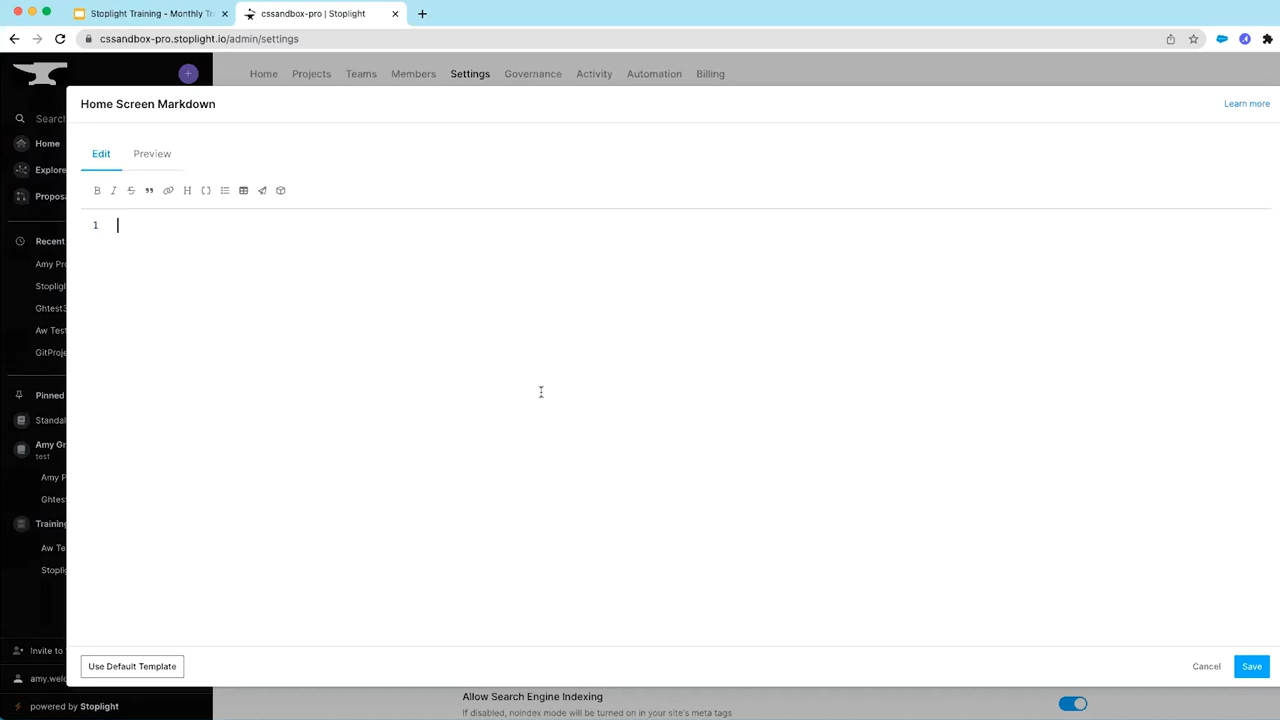 Stoplight Training - Monthly Tr
cssandbox-pro | Stoplight
cssandbox-pro.stoplight.io/admin/settings
Home Projects Teams Members Settings Governance Activity Automation Billing
Home Screen Markdown
Learn more
Search
Home
Explore
Proposa
Recent
Amy Pro
Stoplig
Ghtest3
Aw Test
GitProje
Pinned
Standal
Amy Gr
test
Amy P
Ghtes
Training
Aw Te
Stopli
Invite to
amy.welc
powered by Stoplight
Edit Preview
B I S H
1
Use Default Template
Cancel Save
Allow Search Engine Indexing
If disabled, noindex mode will be turned on in your site's meta tags